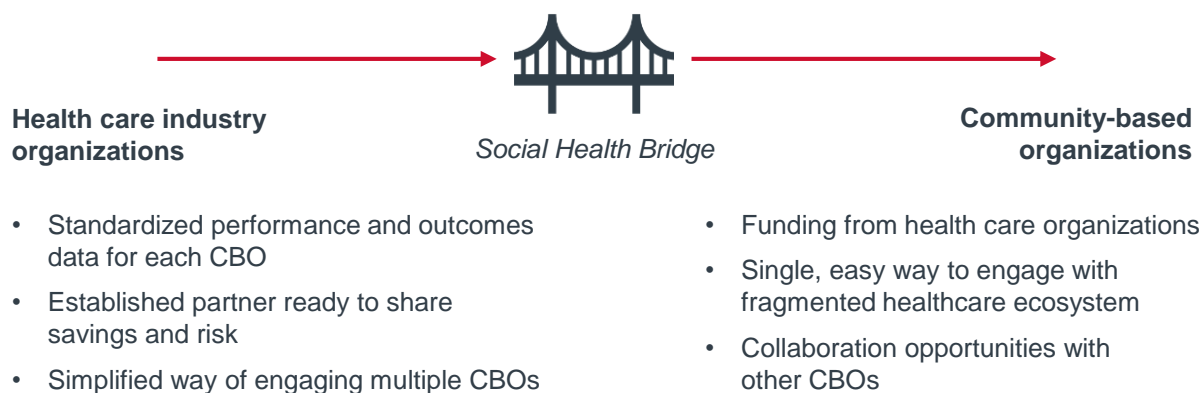 Health care industry
organizations
Social Health Bridge
Community-based
organizations
• Standardized performance and outcomes
data for each CBO
• Established partner ready to share
savings and risk
• Simplified way of engaging multiple CBOs
• Funding from health care organizations
• Single, easy way to engage with
fragmented healthcare ecosystem
• Collaboration opportunities with
other CBOs